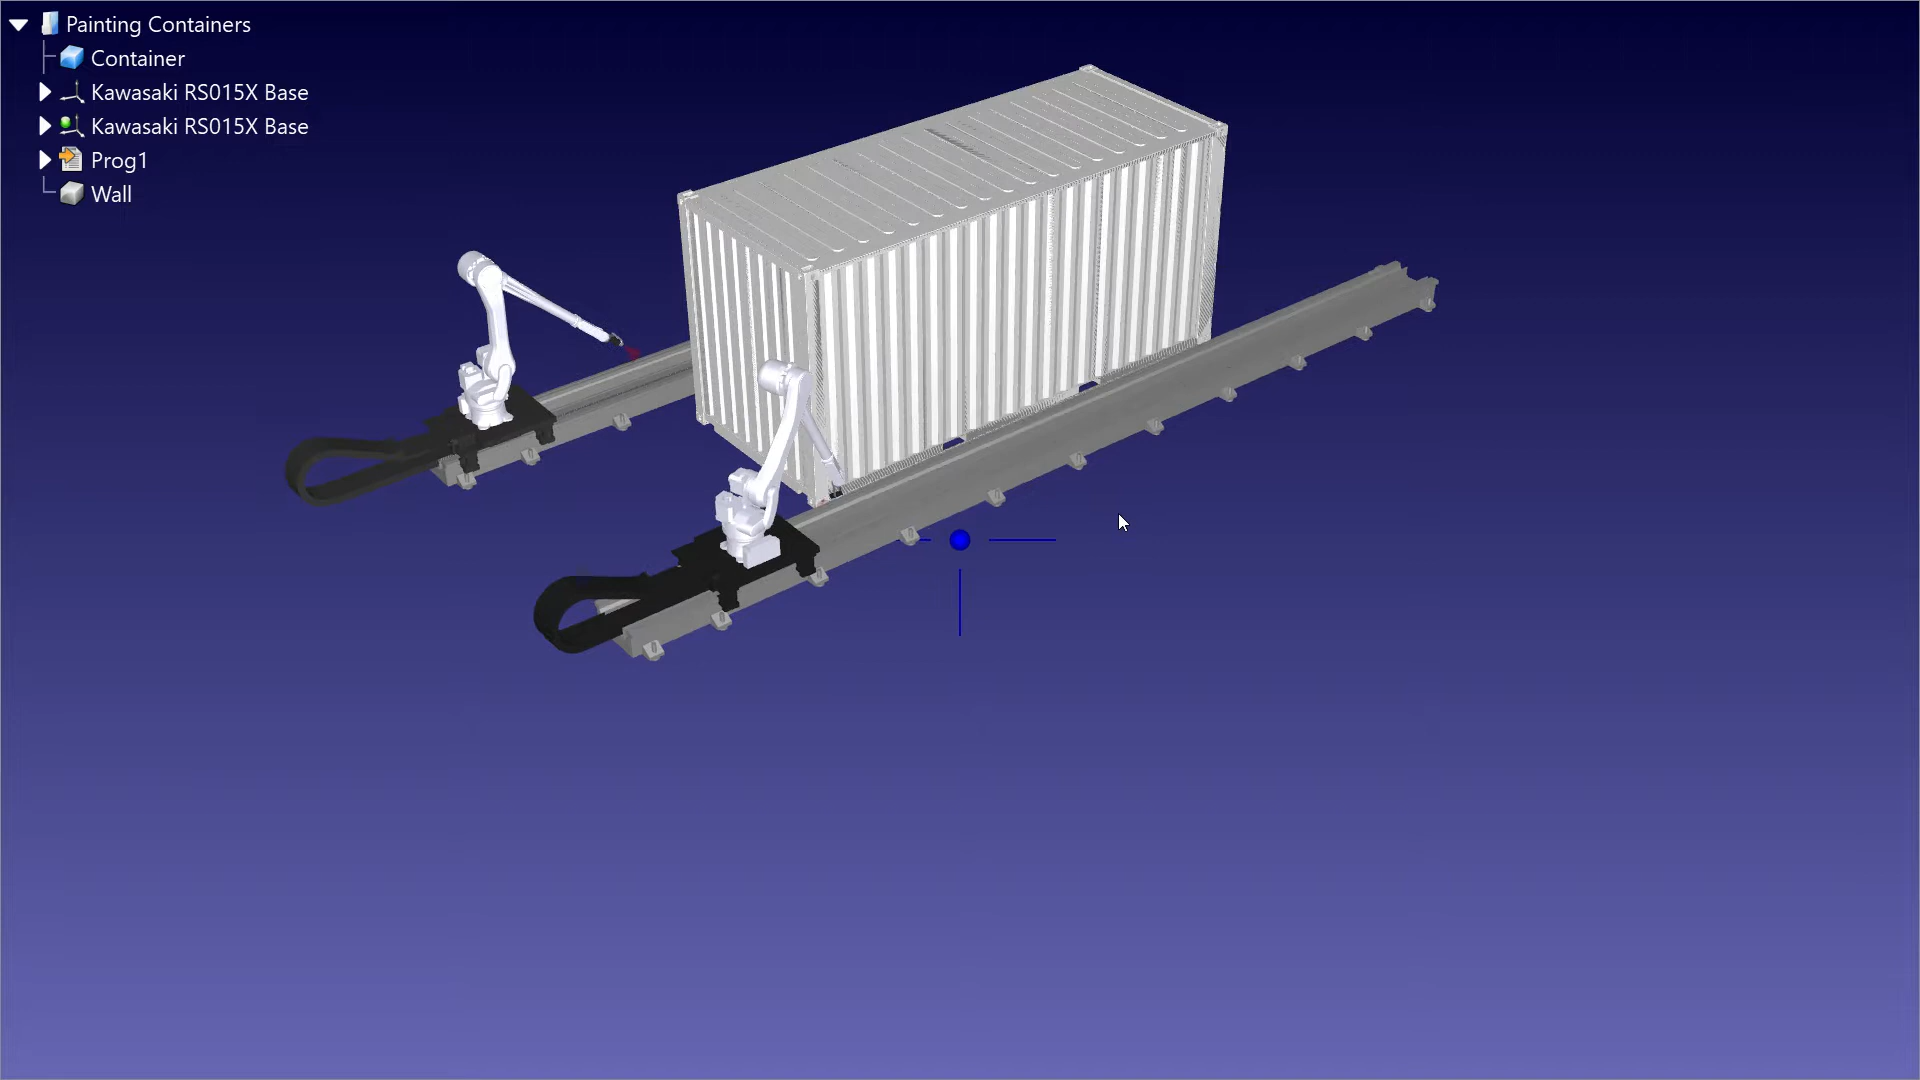 Painting Containers
Container
Kawasaki RS015X Base
Kawasaki RS015X Base
Prog1
Wall